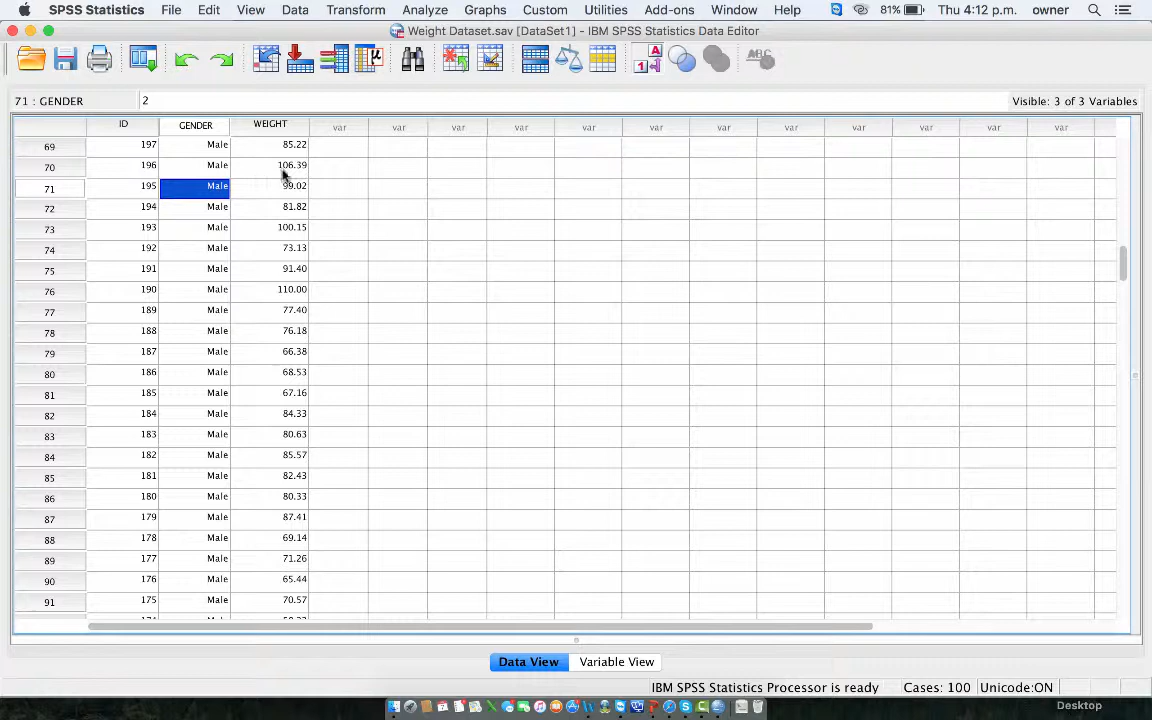 SPSS Statistics File Edit View Data Transform Analyze Graphs Custom Utilities Add-ons Window Help 81% Thu 4:12 p.m. owner
Weight Dataset.sav [DataSet1] - IBM SPSS Statistics Data Editor
71 : GENDER 2 Visible: 3 of 3 Variables
ID GENDER WEIGHT var var var var var var var var var var var var
69 197 Male 85.22
70 196 Male 106.39
71 195 Male 99.02
72 194 Male 81.82
73 193 Male 100.15
74 192 Male 73.13
75 191 Male 91.40
76 190 Male 110.00
77 189 Male 77.40
78 188 Male 76.18
79 187 Male 66.38
80 186 Male 68.53
81 185 Male 67.16
82 184 Male 84.33
83 183 Male 80.63
84 182 Male 85.57
85 181 Male 82.43
86 180 Male 80.33
87 179 Male 87.41
88 178 Male 69.14
89 177 Male 71.26
90 176 Male 65.44
91 175 Male 70.57
Data View Variable View
IBM SPSS Statistics Processor is ready Cases: 100 Unicode:ON
Desktop